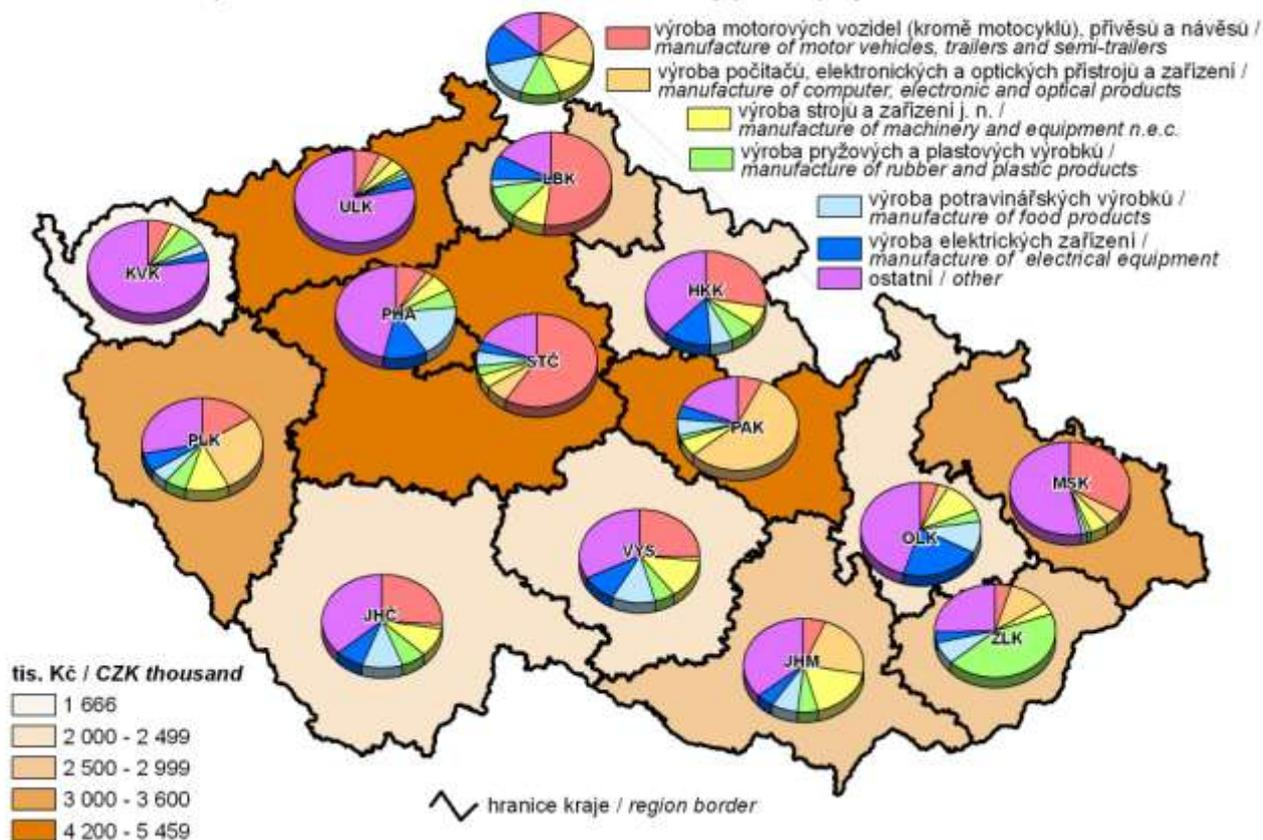 výroba motorových vozidel (kromě motocyklů), přívěsů a návěsů /
manufacture of motor vehicles, trailers and semi-trailers
výroba počítačů, elektronických a optických přístrojů a zařízení /
manufacture of computer, electronic and optical products
výroba strojů a zařízení j. n. /
manufacture of machinery and equipment n.e.c.
výroba pryžových a plastových výrobků /
manufacture of rubber and plastic products
výroba potravinářských výrobků /
manufacture of food products
výroba elektrických zařízení /
manufacture of electrical equipment
ostatní / other
LBK
ULK
KVK
HKK
PHA
STČ
PAK
PLK
MSK
OLK
VYS
JHČ
ZLK
JHM
tis. Kč / CZK thousand
1 666
2 000 - 2 499
2 500 - 2 999
3 000 - 3 600
4 200 - 5 459
hranice kraje / region border